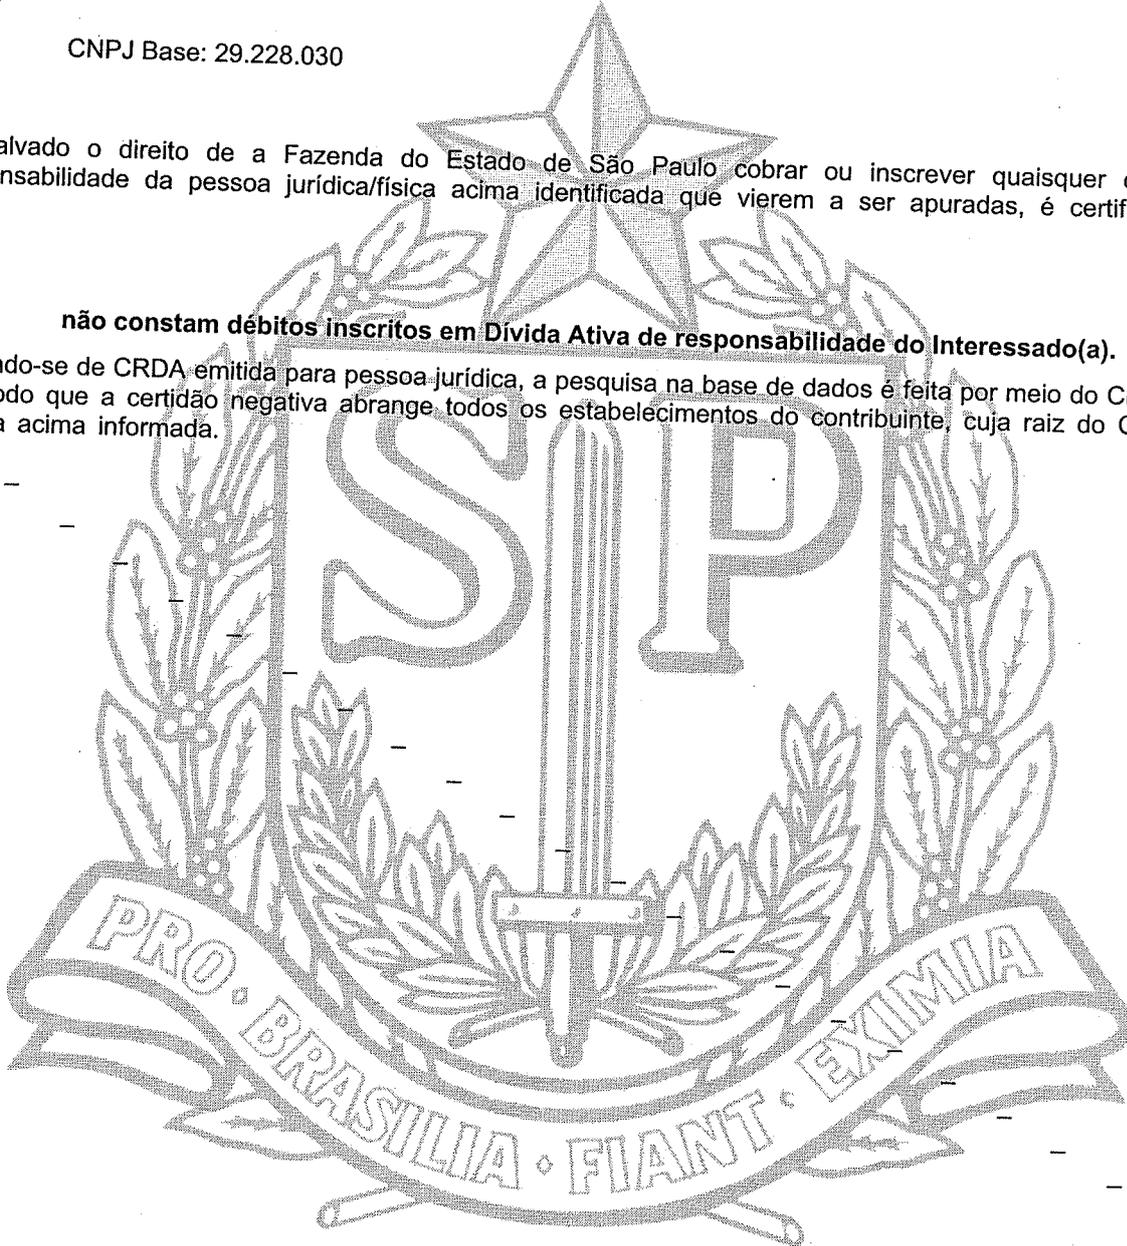 CNPJ Base: 29.228.030
alvado o direito de a Fazenda do Estado de São Paulo cobrar ou inscrever quaisquer
nsabilidade da pessoa jurídica/física acima identificada que vierem a ser apuradas, é certif
não constam débitos inscritos em Dívida Ativa de responsabilidade do Interessado(a).
ndo-se de CRDA emitida para pessoa jurídica, a pesquisa na base de dados é feita por meio do C
odo que a certidão negativa abrange todos os estabelecimentos do contribuinte, cuja raiz do C
a acima informada.
SP
PRO · BRASILIA · FIANT · EXIMIA